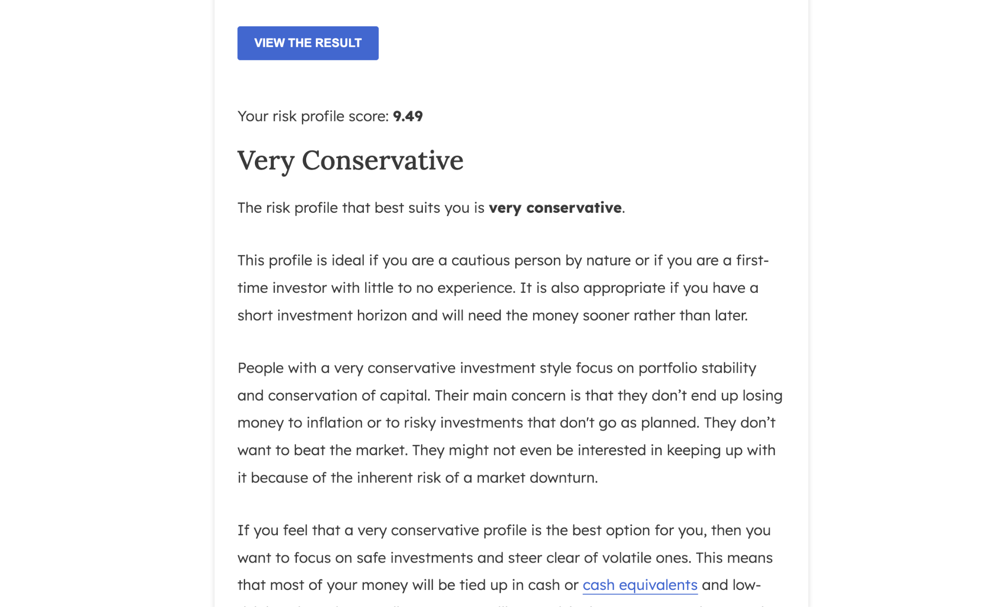 VIEW THE RESULT
Your risk profile score: 9.49
Very Conservative
The risk profile that best suits you is very conservative.
This profile is ideal if you are a cautious person by nature or if you are a first-
time investor with little to no experience. It is also appropriate if you have a
short investment horizon and will need the money sooner rather than later.
People with a very conservative investment style focus on portfolio stability
and conservation of capital. Their main concern is that they don’t end up losing
money to inflation or to risky investments that don't go as planned. They don’t
want to beat the market. They might not even be interested in keeping up with
it because of the inherent risk of a market downturn.
If you feel that a very conservative profile is the best option for you, then you
want to focus on safe investments and steer clear of volatile ones. This means
that most of your money will be tied up in cash or cash equivalents and low-